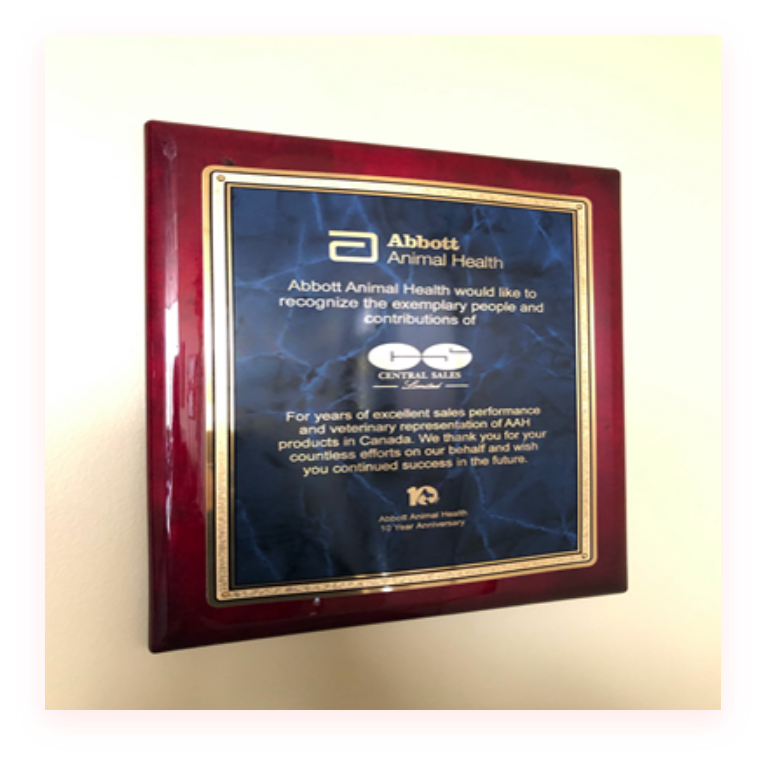 Abbott
Animal Health
Abbott Animal Health would like to
recognize the exemplary people and
contributions of
CS
CENTRAL SALES
Limited
For years of excellent sales performance
and veterinary representation of AAH
products in Canada. We thank you for your
countless efforts on our behalf and wish
you continued success in the future.
10
Abbott Animal Health
10 Year Anniversary